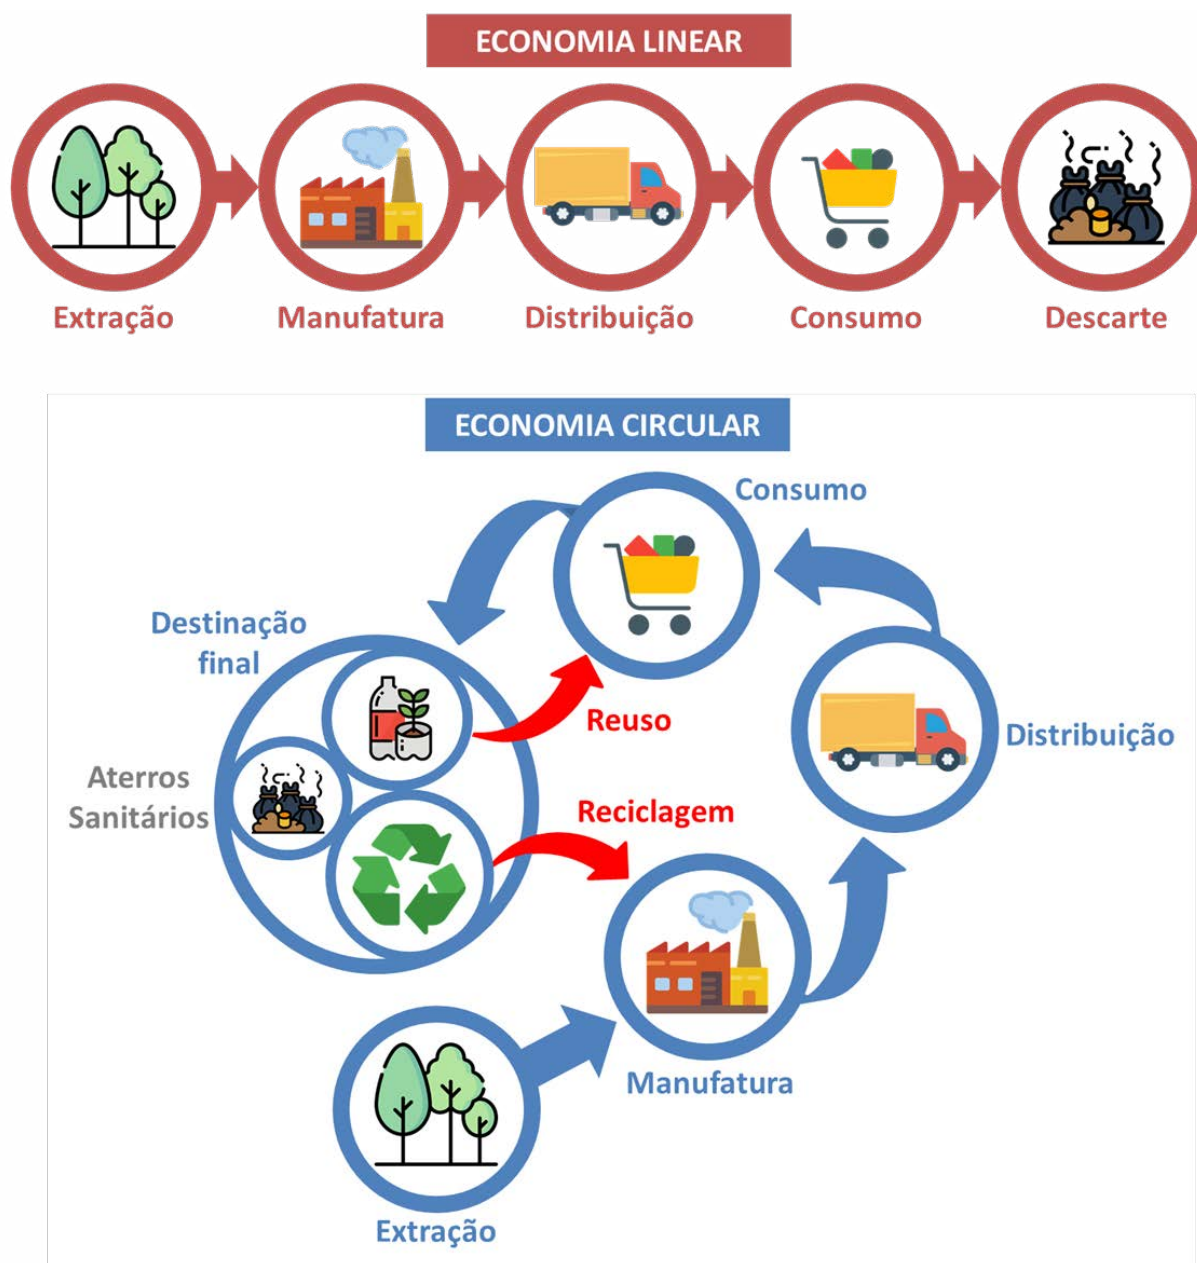 ECONOMIA LINEAR
Extração
Manufatura
Distribuição
Consumo
Descarte
ECONOMIA CIRCULAR
Consumo
Destinação
final
Reuso
Distribuição
Aterros
Sanitários
Reciclagem
Manufatura
Extração